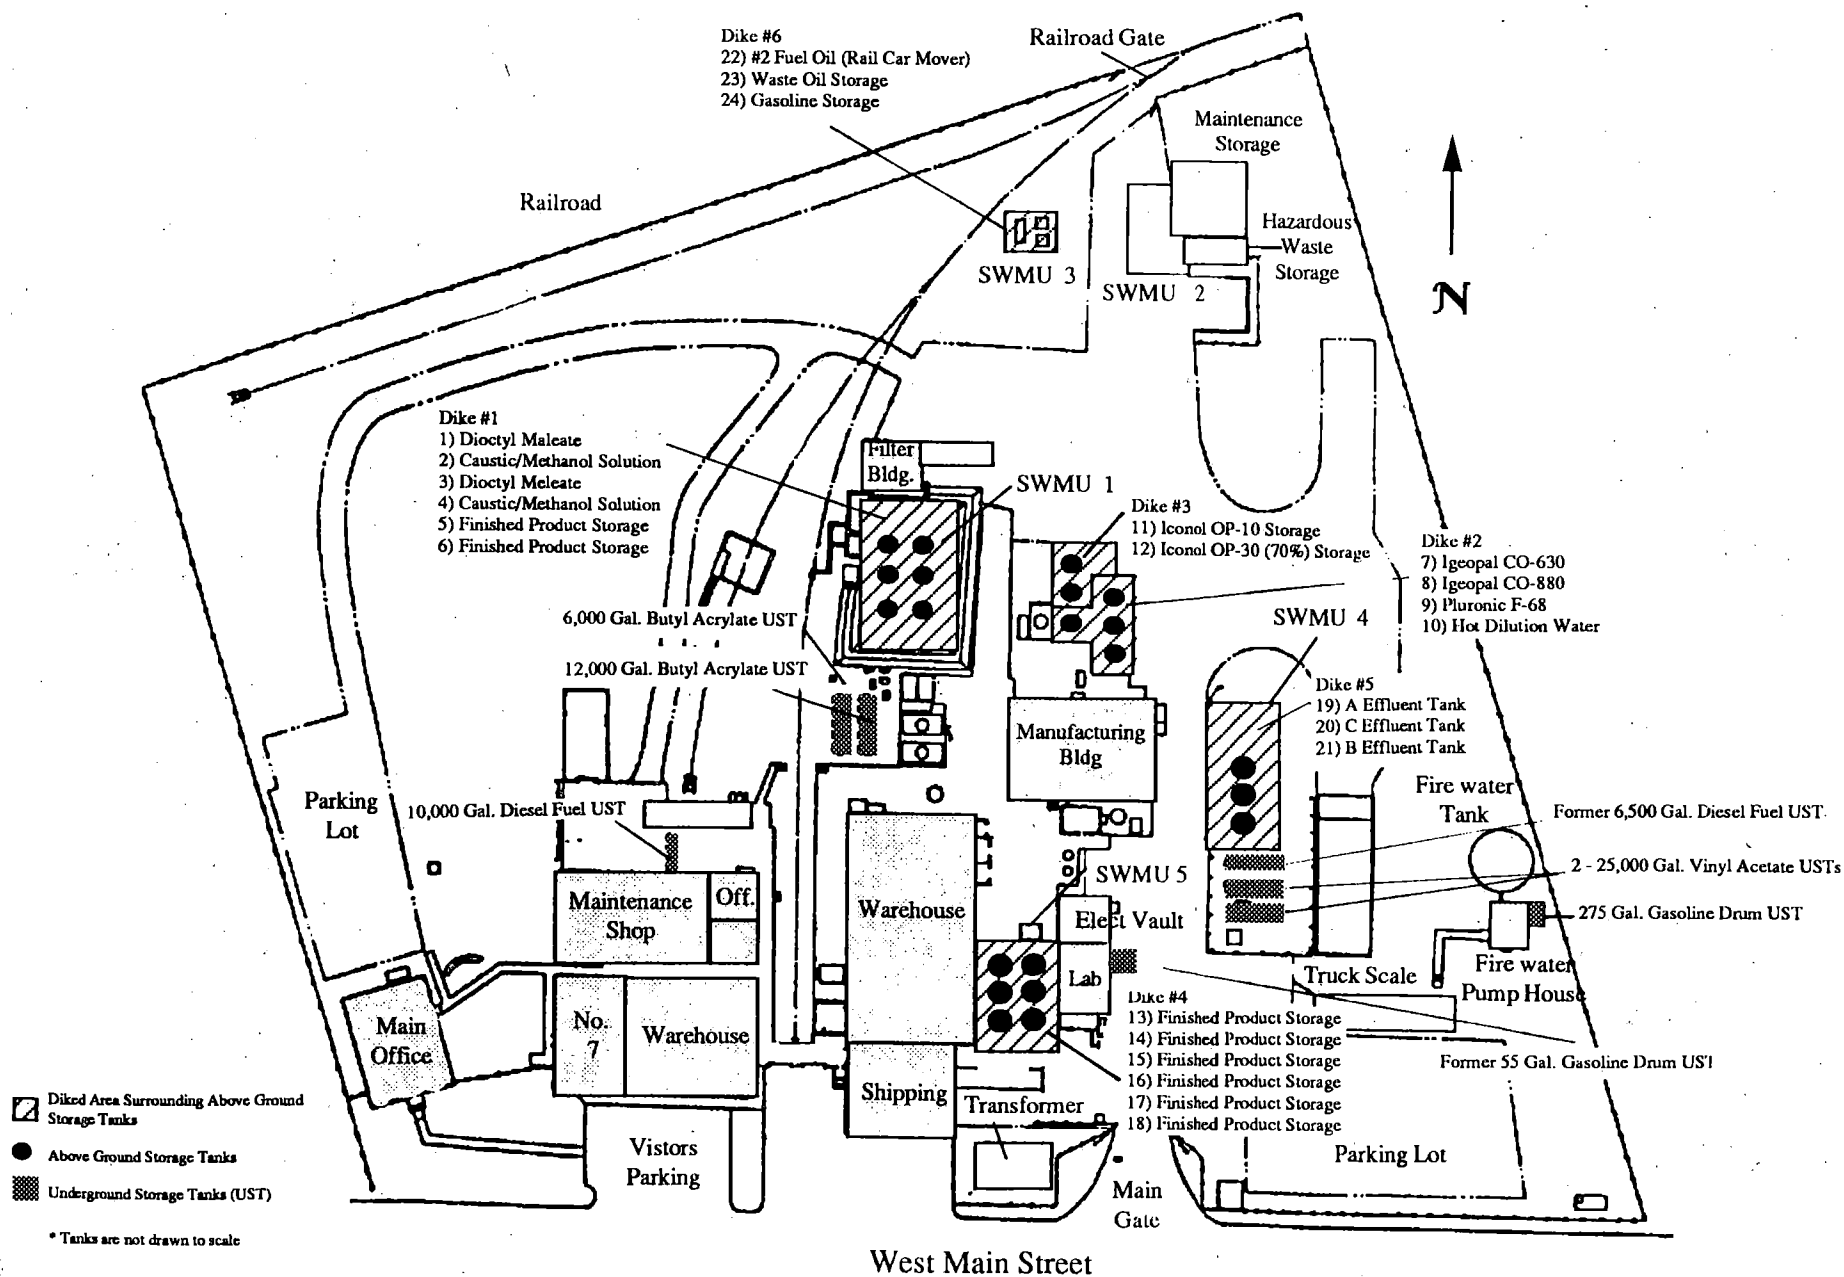 Dike #6
22) #2 Fuel Oil (Rail Car Mover)
23) Waste Oil Storage
24) Gasoline Storage
Railroad Gate
Maintenance
Storage
Railroad
Hazardous
Waste
Storage
SWMU 3
SWMU 2
N
Dike #1
1) Dioctyl Maleate
2) Caustic/Methanol Solution
3) Dioctyl Meleate
4) Caustic/Methanol Solution
5) Finished Product Storage
6) Finished Product Storage
Filter
Bldg.
SWMU 1
Dike #3
11) Iconol OP-10 Storage
12) Iconol OP-30 (70%) Storage
Dike #2
7) Igeopal CO-630
8) Igeopal CO-880
9) Pluronic F-68
10) Hot Dilution Water
6,000 Gal. Butyl Acrylate UST
12,000 Gal. Butyl Acrylate UST
SWMU 4
Dike #5
19) A Effluent Tank
20) C Effluent Tank
21) B Effluent Tank
Manufacturing
Bldg
Parking
Lot
10,000 Gal. Diesel Fuel UST
Fire water
Tank
Former 6,500 Gal. Diesel Fuel UST
2 - 25,000 Gal. Vinyl Acetate USTs
275 Gal. Gasoline Drum UST
SWMU 5
Maintenance
Shop
Off.
Warehouse
Elect Vault
Lab
Truck Scale
Fire water
Pump House
Main
Office
No.
7
Warehouse
Dike #4
13) Finished Product Storage
14) Finished Product Storage
15) Finished Product Storage
16) Finished Product Storage
17) Finished Product Storage
18) Finished Product Storage
Former 55 Gal. Gasoline Drum UST
Shipping
Transformer
Diked Area Surrounding Above Ground
Storage Tanks
Above Ground Storage Tanks
Underground Storage Tanks (UST)
* Tanks are not drawn to scale
Vistors
Parking
Main
Gate
Parking Lot
West Main Street